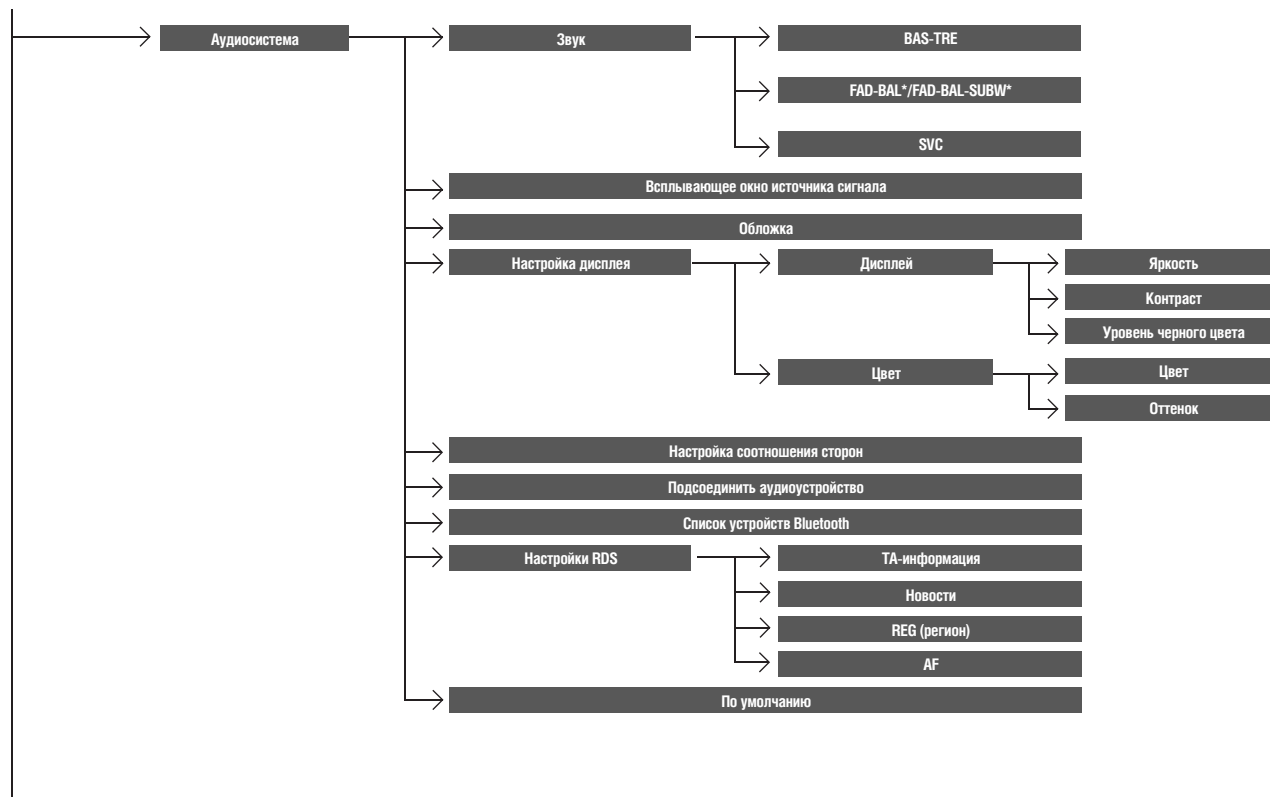 Аудиосистема
Звук
BAS-TRE
FAD-BAL*/FAD-BAL-SUBW*
SVC
Всплывающее окно источника сигнала
Обложка
Настройка дисплея
Дисплей
Яркость
Контраст
Уровень черного цвета
Цвет
Цвет
Оттенок
Настройка соотношения сторон
Подсоединить аудиоустройство
Список устройств Bluetooth
Настройки RDS
ТА-информация
Новости
REG (регион)
AF
По умолчанию